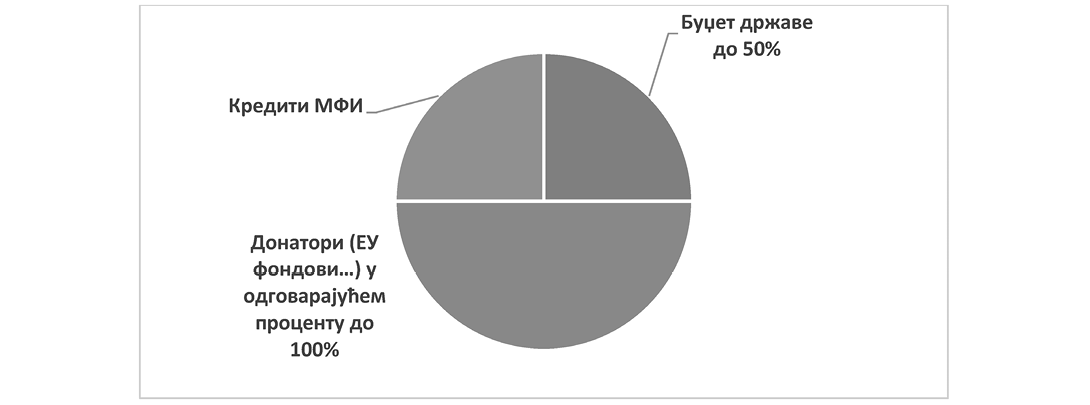 Буџет државе
до 50%
Кредити МФИ
Донатори (ЕУ
фондови...) у
одговарајућем
проценту до
100%